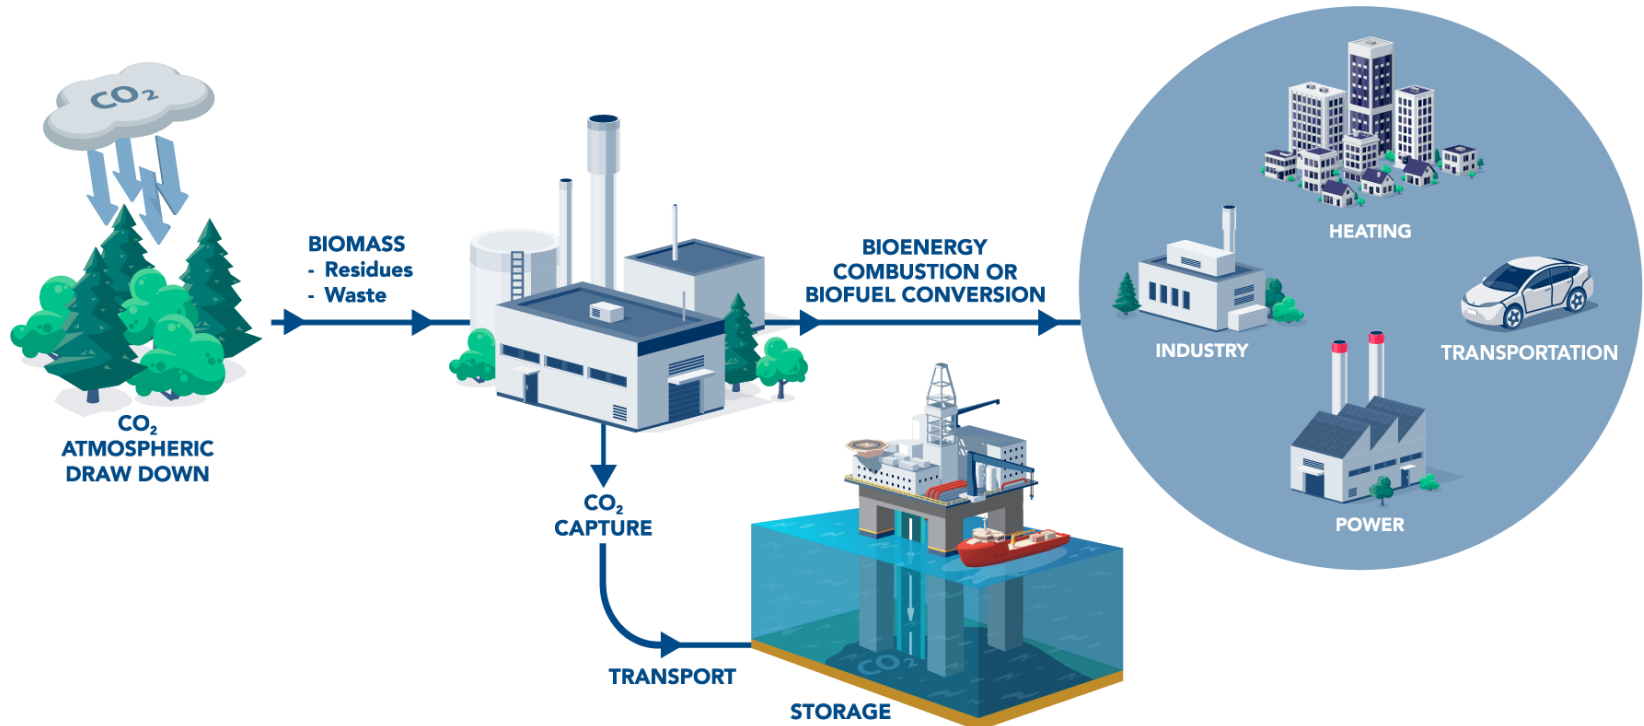 CO₂
CO₂
ATMOSPHERIC
DRAW DOWN
BIOMASS
- Residues
- Waste
BIOENERGY
COMBUSTION OR
BIOFUEL CONVERSION
CO₂
CAPTURE
TRANSPORT
CO₂
STORAGE
HEATING
INDUSTRY
TRANSPORTATION
POWER